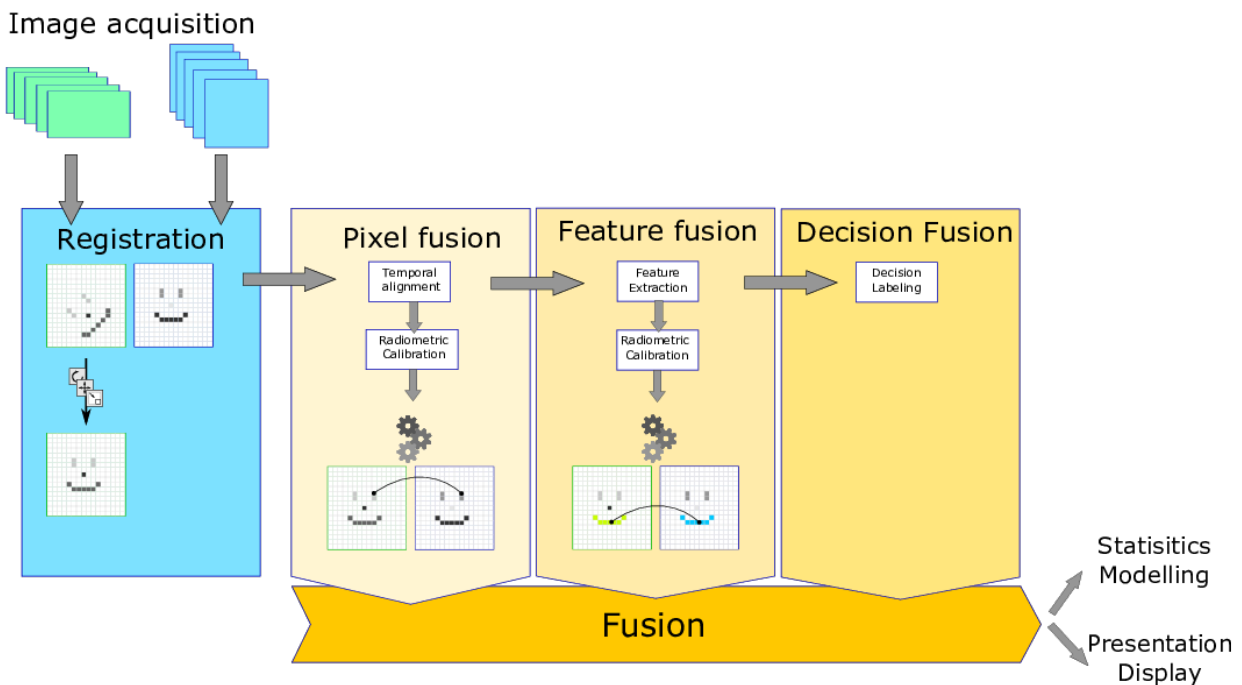 Image acquisition
Registration
Pixel fusion
Temporal
alignment
Radiometric
Calibration
Feature fusion
Feature
Extraction
Radiometric
Calibration
Decision Fusion
Decision
Labeling
Fusion
Statisitics
Modelling
Presentation
Display